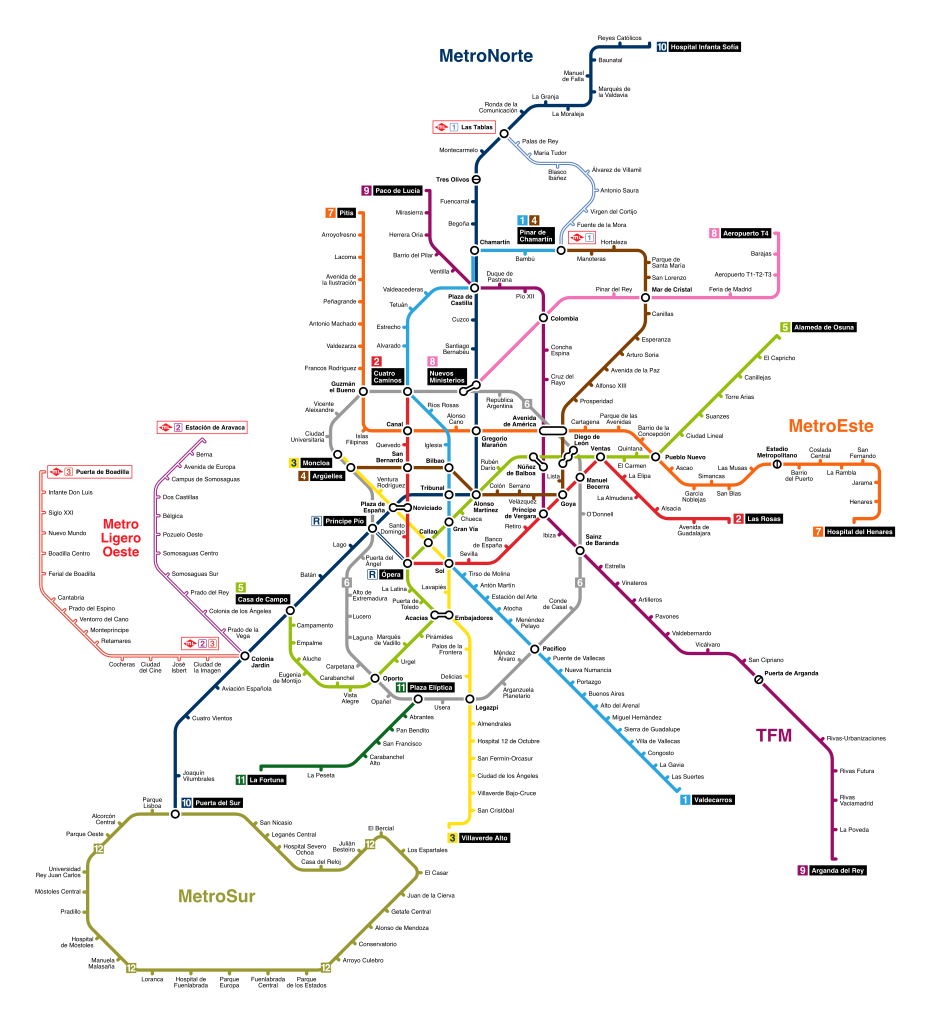 MetroNorte
Reyes Católicos
10 Hospital Infanta Sofía
Baunatal
Manuel
de Falla
Marqués de
la Valdavia
La Granja
Ronda de la
Comunicación
La Moraleja
1 Las Tablas
Palas de Rey
Montecarmelo
María Tudor
Blasco
Ibáñez
Álvarez de Villamil
Tres Olivos
Antonio Saura
9 Paco de Lucía
Fuencarral
Virgen del Cortijo
7 Pitis
Mirasierra
Begoña
1 4
Pinar de
Chamartín
Fuente de la Mora
1
Arroyofresno
Herrera Oria
Chamartín
Hortaleza
8 Aeropuerto T4
Lacoma
Barrio del Pilar
Bambú
Manoteras
Parque de
Santa María
Barajas
Ventilla
San Lorenzo
Aeropuerto T1-T2-T3
Avenida de
la Ilustración
Valdeacederas
Duque de
Pastrana
Pinar del Rey
Mar de Cristal
Feria de Madrid
Peñagrande
Tetuán
Plaza de
Castilla
Pío XII
Canillas
Antonio Machado
Estrecho
Cuzco
Colombia
Esperanza
5 Alameda de Osuna
Valdezarza
Alvarado
Santiago
Bernabéu
Concha
Espina
Arturo Soria
El Capricho
Francos Rodríguez
2
Cuatro
Caminos
8
Nuevos
Ministerios
Cruz del
Rayo
Avenida de la Paz
Canillejas
Guzmán
el Bueno
Alfonso XIII
Torre Arias
Vicente
Aleixandre
Ríos Rosas
República
Argentina
6
Prosperidad
Suanzes
MetroEste
2 Estación de Aravaca
Ciudad
Universitaria
Islas
Filipinas
Canal
Alonso
Cano
Avenida
de América
Cartagena
Parque de las
Avenidas
Barrio de la
Concepción
Ciudad Lineal
Berna
Quevedo
Iglesia
Gregorio
Marañón
Diego de
León
Ventas
Quintana
Pueblo Nuevo
Estadio
Metropolitano
Coslada
Central
San
Fernando
3 Puerta de Boadilla
Avenida de Europa
3 Moncloa
4 Argüelles
San
Bernardo
Bilbao
Rubén
Darío
Núñez
de Balboa
El Carmen
Ascao
Las Musas
Barrio
del Puerto
La Rambla
Jarama
Campus de Somosaguas
Ventura
Rodríguez
Tribunal
Colón
Serrano
Lista
Manuel
Becerra
La Elipa
Simancas
García
Noblejas
San Blas
Henares
Infante Don Luis
Dos Castillas
Plaza de
España
Noviciado
Alonso
Martínez
Velázquez
Goya
La Almudena
Siglo XXI
Bélgica
R Príncipe Pío
Santo
Domingo
Callao
Gran Vía
Chueca
Príncipe
de Vergara
O'Donnell
Alsacia
2 Las Rosas
7 Hospital del Henares
Metro
Ligero
Oeste
Nuevo Mundo
Pozuelo Oeste
Retiro
Ibiza
Avenida de
Guadalajara
Boadilla Centro
Somosaguas Centro
Lago
Puerta del
Ángel
Banco
de España
Sainz
de Baranda
Ferial de Boadilla
Somosaguas Sur
Batán
R Ópera
Sol
Sevilla
Estrella
5
Casa de Campo
6
Alto de
Extremadura
La Latina
Lavapiés
Tirso de Molina
6
Vinateros
Cantabria
Prado del Rey
Antón Martín
Prado del Espino
Colonia de los Ángeles
Puerta de
Toledo
Estación del Arte
Artilleros
Ventorro del Cano
Campamento
Lucero
Acacias
Embajadores
Atocha
Conde
de Casal
Pavones
Montepríncipe
Prado de la
Vega
Empalme
Laguna
Marqués
de Vadillo
Pirámides
Menéndez
Pelayo
Valdebernardo
Retamares
2 3
Aluche
Carpetana
Urgel
Palos de la
Frontera
Méndez
Álvaro
Pacífico
Vicálvaro
Cocheras
Ciudad
del Cine
José
Isbert
Ciudad de
la Imagen
Colonia
Jardín
Eugenia
de Montijo
Carabanchel
Oporto
Delicias
Puente de Vallecas
San Cipriano
Aviación Española
Vista
Alegre
Opañel
11 Plaza Elíptica
Usera
Legazpi
Arganzuela
Planetario
Nueva Numancia
Puerta de Arganda
Cuatro Vientos
Abrantes
Almendrales
Portazgo
Pan Bendito
Buenos Aires
TFM
San Francisco
Hospital 12 de Octubre
Alto del Arenal
Rivas-Urbanizaciones
Carabanchel
Alto
San Fermín-Orcasur
Miguel Hernández
Joaquín
Vilumbrales
11 La Fortuna
La Peseta
Ciudad de los Ángeles
Sierra de Guadalupe
Rivas Futura
Villaverde Bajo-Cruce
Villa de Vallecas
Parque
Lisboa
10 Puerta del Sur
San Cristóbal
Congosto
Rivas
Vaciamadrid
Alcorcón
Central
La Gavia
Parque Oeste
San Nicasio
El Bercial
3 Villaverde Alto
Las Suertes
La Poveda
12
Leganés Central
Julián
Besteiro
12
1 Valdecarros
Universidad
Rey Juan Carlos
Hospital Severo
Ochoa
Los Espartales
9 Arganda del Rey
Casa del Reloj
El Casar
Móstoles Central
MetroSur
Juan de la Cierva
Pradillo
Getafe Central
Hospital
de Móstoles
Alonso de Mendoza
Manuela
Malasaña
Conservatorio
12
12
Arroyo Culebro
Loranca
Hospital de
Fuenlabrada
Parque
Europa
Fuenlabrada
Central
Parque
de los Estados